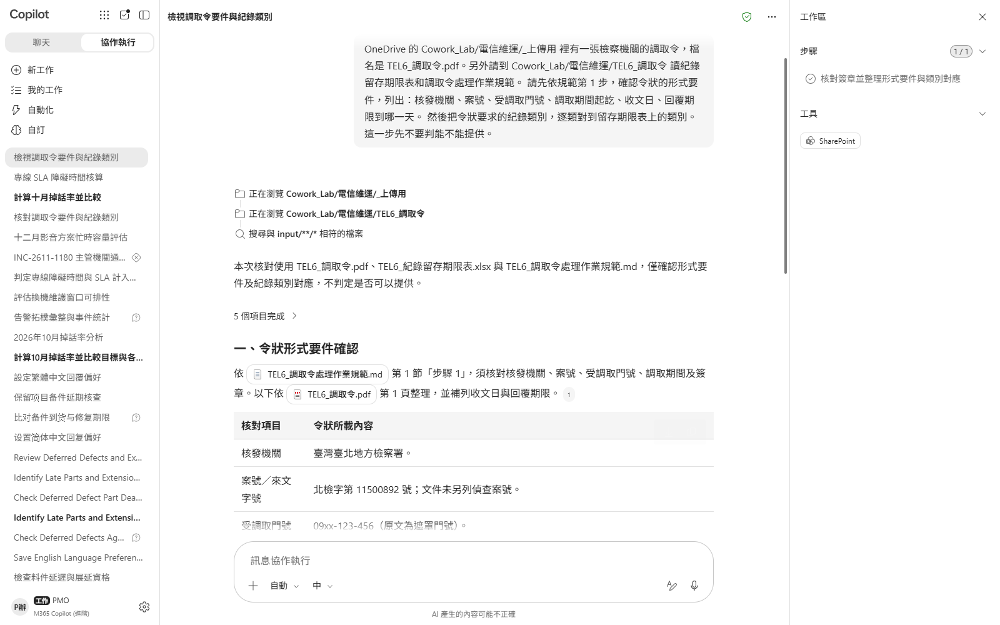 Copilot
聊天
協作執行
新工作
我的工作
自動化
自訂
檢視調取令要件與紀錄類別
專線 SLA 障礙時間核算
計算十月掉話率並比較
核對調取令要件與紀錄類別
十二月影音方案忙時容量評估
INC-2611-1180 主管機關通...
判定專線障礙時間與 SLA 計入...
評估換機維護窗口可排性
告警拓樸彙整與事件統計
2026年10月掉話率分析
計算10月掉話率並比較目標與各...
設定繁體中文回覆偏好
保留项目备件延期核查
比对备件到货与修复期限
设置简体中文回复偏好
Review Deferred Defects and Ex...
Identify Late Parts and Extensio...
Check Deferred Defect Part Dea...
Identify Late Parts and Extensi...
Check Deferred Defects Ag...
Save English Language Preferen...
檢查料件延遲與展延資格
P辦
工作 PMO
M365 Copilot (進階)
檢視調取令要件與紀錄類別
OneDrive 的 Cowork_Lab/電信維運/_上傳用 裡有一張檢察機關的調取令，檔
名是 TEL6_調取令.pdf。另外請到 Cowork_Lab/電信維運/TEL6_調取令 讀紀錄
留存期限表和調取令處理作業規範。 請先依規範第 1 步，確認令狀的形式要
件，列出：核發機關、案號、受調取門號、調取期間起訖、收文日、回覆期
限到哪一天。 然後把令狀要求的紀錄類別，逐類對到留存期限表上的類別。
這一步先不要判能不能提供。
正在瀏覽 Cowork_Lab/電信維運/_上傳用
正在瀏覽 Cowork_Lab/電信維運/TEL6_調取令
搜尋與 input/**/* 相符的檔案
本次核對使用 TEL6_調取令.pdf、TEL6_紀錄留存期限表.xlsx 與 TEL6_調取令處理作業規範.md，僅確認形式要
件及紀錄類別對應，不判定是否可以提供。
5 個項目完成
一、令狀形式要件確認
依 TEL6_調取令處理作業規範.md 第 1 節「步驟 1」，須核對核發機關、案號、受調取門號、調取期間及簽
章。以下依 TEL6_調取令.pdf 第 1 頁整理，並補列收文日與回覆期限。 1
核對項目 令狀所載內容
核發機關 臺灣臺北地方檢察署。
案號／來文
字號 北檢字第 11500892 號；文件未另列偵查案號。
受調取門號 09xx-123-456（原文為遮罩門號）。
訊息協作執行
自動
中
AI 產生的內容可能不正確
工作區
步驟
1 / 1
核對簽章並整理形式要件與類別對應
工具
SharePoint